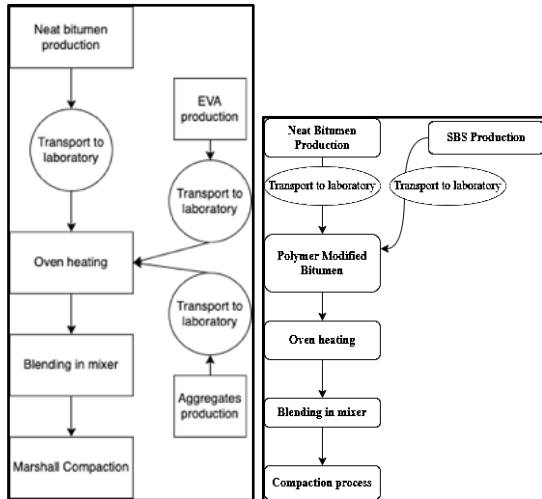 Neat bitumen
production
Transport to
laboratory
Oven heating
Blending in mixer
Marshall Compaction
EVA
production
Transport to
laboratory
Transport to
laboratory
Aggregates
production
Neat Bitumen
Production
Transport to laboratory
SBS Production
Transport to laboratory
Polymer Modified
Bitumen
Oven heating
Blending in mixer
Compaction process